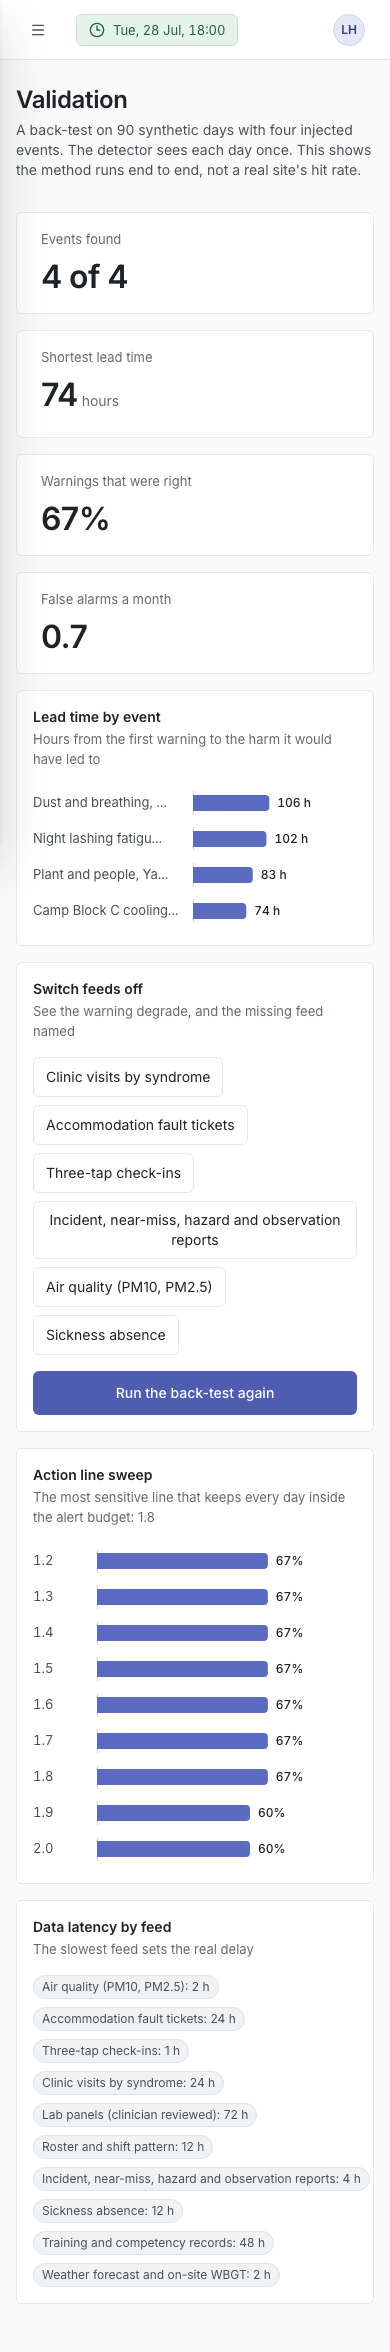 Tue, 28 Jul, 18:00
LH
Validation
A back-test on 90 synthetic days with four injected
events. The detector sees each day once. This shows
the method runs end to end, not a real site's hit rate.
Events found
4 of 4
Shortest lead time
74 hours
Warnings that were right
67%
False alarms a month
0.7
Lead time by event
Hours from the first warning to the harm it would
have led to
Dust and breathing, ... 106 h
Night lashing fatigu... 102 h
Plant and people, Ya... 83 h
Camp Block C cooling... 74 h
Switch feeds off
See the warning degrade, and the missing feed
named
Clinic visits by syndrome
Accommodation fault tickets
Three-tap check-ins
Incident, near-miss, hazard and observation
reports
Air quality (PM10, PM2.5)
Sickness absence
Run the back-test again
Action line sweep
The most sensitive line that keeps every day inside
the alert budget: 1.8
1.2 67%
1.3 67%
1.4 67%
1.5 67%
1.6 67%
1.7 67%
1.8 67%
1.9 60%
2.0 60%
Data latency by feed
The slowest feed sets the real delay
Air quality (PM10, PM2.5): 2 h
Accommodation fault tickets: 24 h
Three-tap check-ins: 1 h
Clinic visits by syndrome: 24 h
Lab panels (clinician reviewed): 72 h
Roster and shift pattern: 12 h
Incident, near-miss, hazard and observation reports: 4 h
Sickness absence: 12 h
Training and competency records: 48 h
Weather forecast and on-site WBGT: 2 h